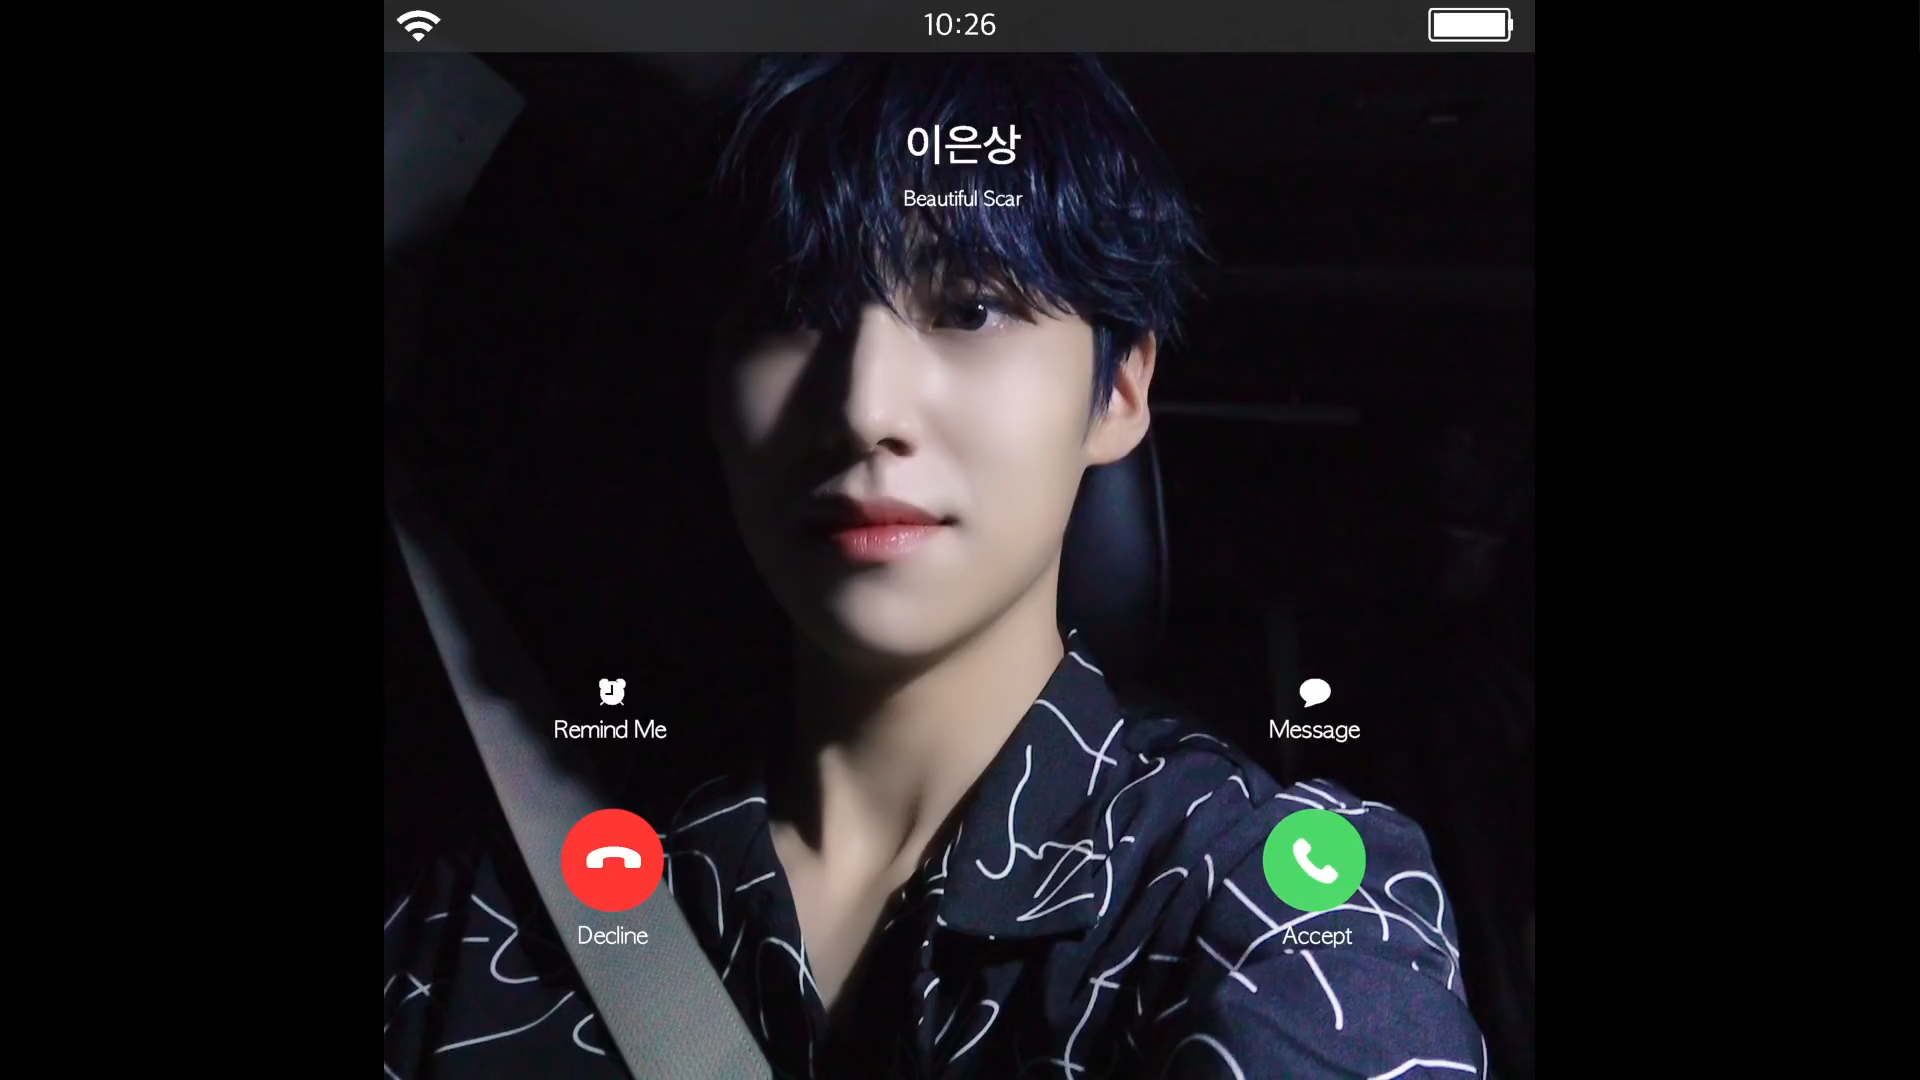 10:26
이은상
Beautiful Scar
Remind Me
Message
Decline
Accept